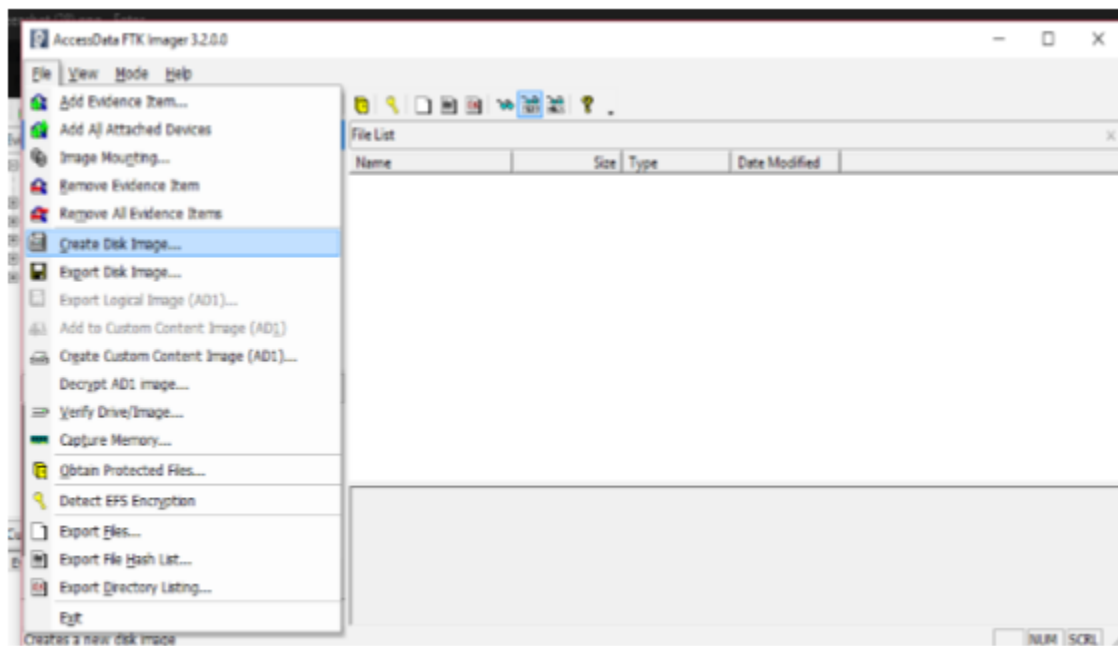 AccessData FTK Imager 3.2.0.0
File View Mode Help
Add Evidence Item...
Add All Attached Devices
Image Mounting...
Remove Evidence Item
Remove All Evidence Items
Create Disk Image...
Export Disk Image...
Export Logical Image (AD1)...
Add to Custom Content Image (AD1)
Create Custom Content Image (AD1)...
Decrypt AD1 image...
Verify Drive/Image...
Capture Memory...
Obtain Protected Files...
Detect EFS Encryption
Export Files...
Export File Hash List...
Export Directory Listing...
Exit
File List
Name Size Type Date Modified
Creates a new disk image
NUM SCRL